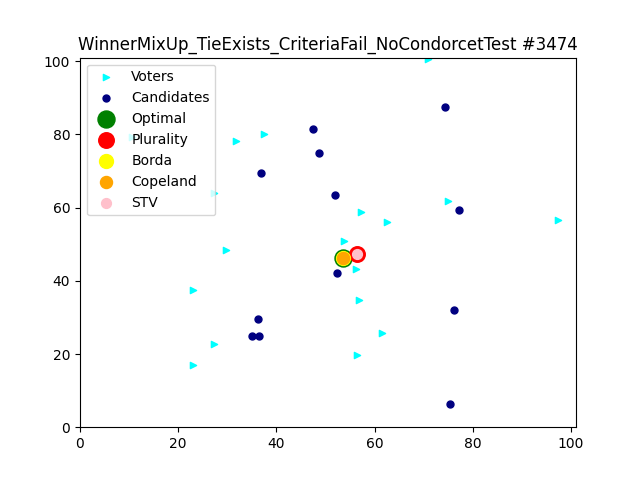 WinnerMixUp_TieExists_CriteriaFail_NoCondorcetTest #3474
100
80
60
40
20
0
0
20
40
60
80
100
Voters
Candidates
Optimal
Plurality
Borda
Copeland
STV